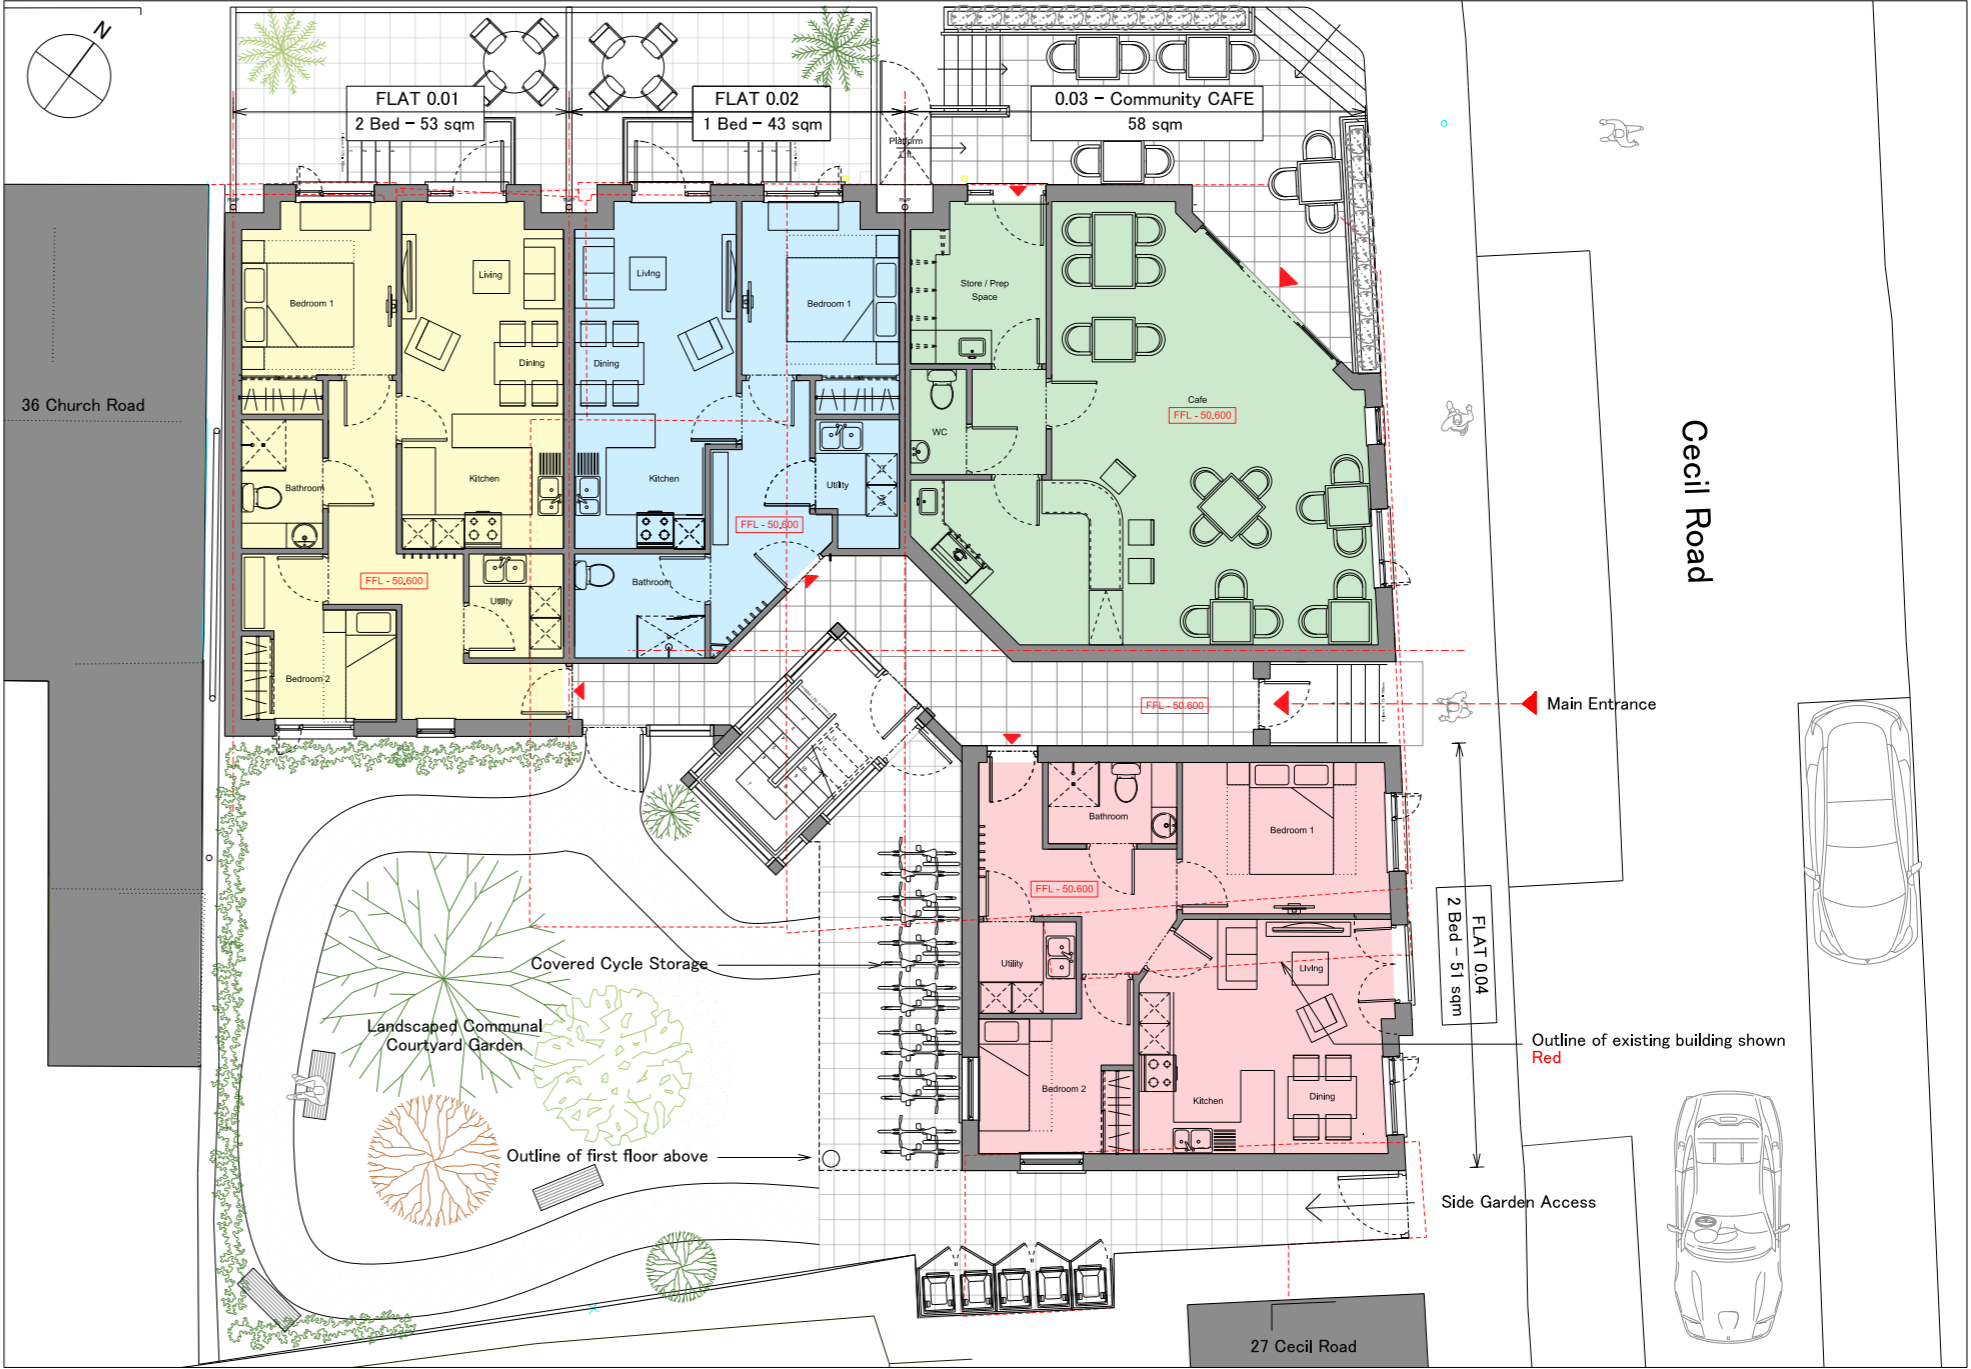 N
FLAT 0.01
2 Bed - 53 sqm
FLAT 0.02
1 Bed - 43 sqm
0.03 - Community CAFE
58 sqm
Platform
36 Church Road
Bedroom 1
Living
Dining
Kitchen
Bathroom
FFL - 50.600
Utility
Bedroom 2
Living
Dining
Bedroom 1
Kitchen
Utility
FFL - 50.600
Bathroom
Store / Prep
Space
WC
Cafe
FFL - 50.600
Cecil Road
FFL - 50.600
Main Entrance
Bathroom
Bedroom 1
FFL - 50.600
Utility
Living
Bedroom 2
Kitchen
Dining
FLAT 0.04
2 Bed - 51 sqm
Covered Cycle Storage
Landscaped Communal
Courtyard Garden
Outline of first floor above
Outline of existing building shown
Red
Side Garden Access
27 Cecil Road